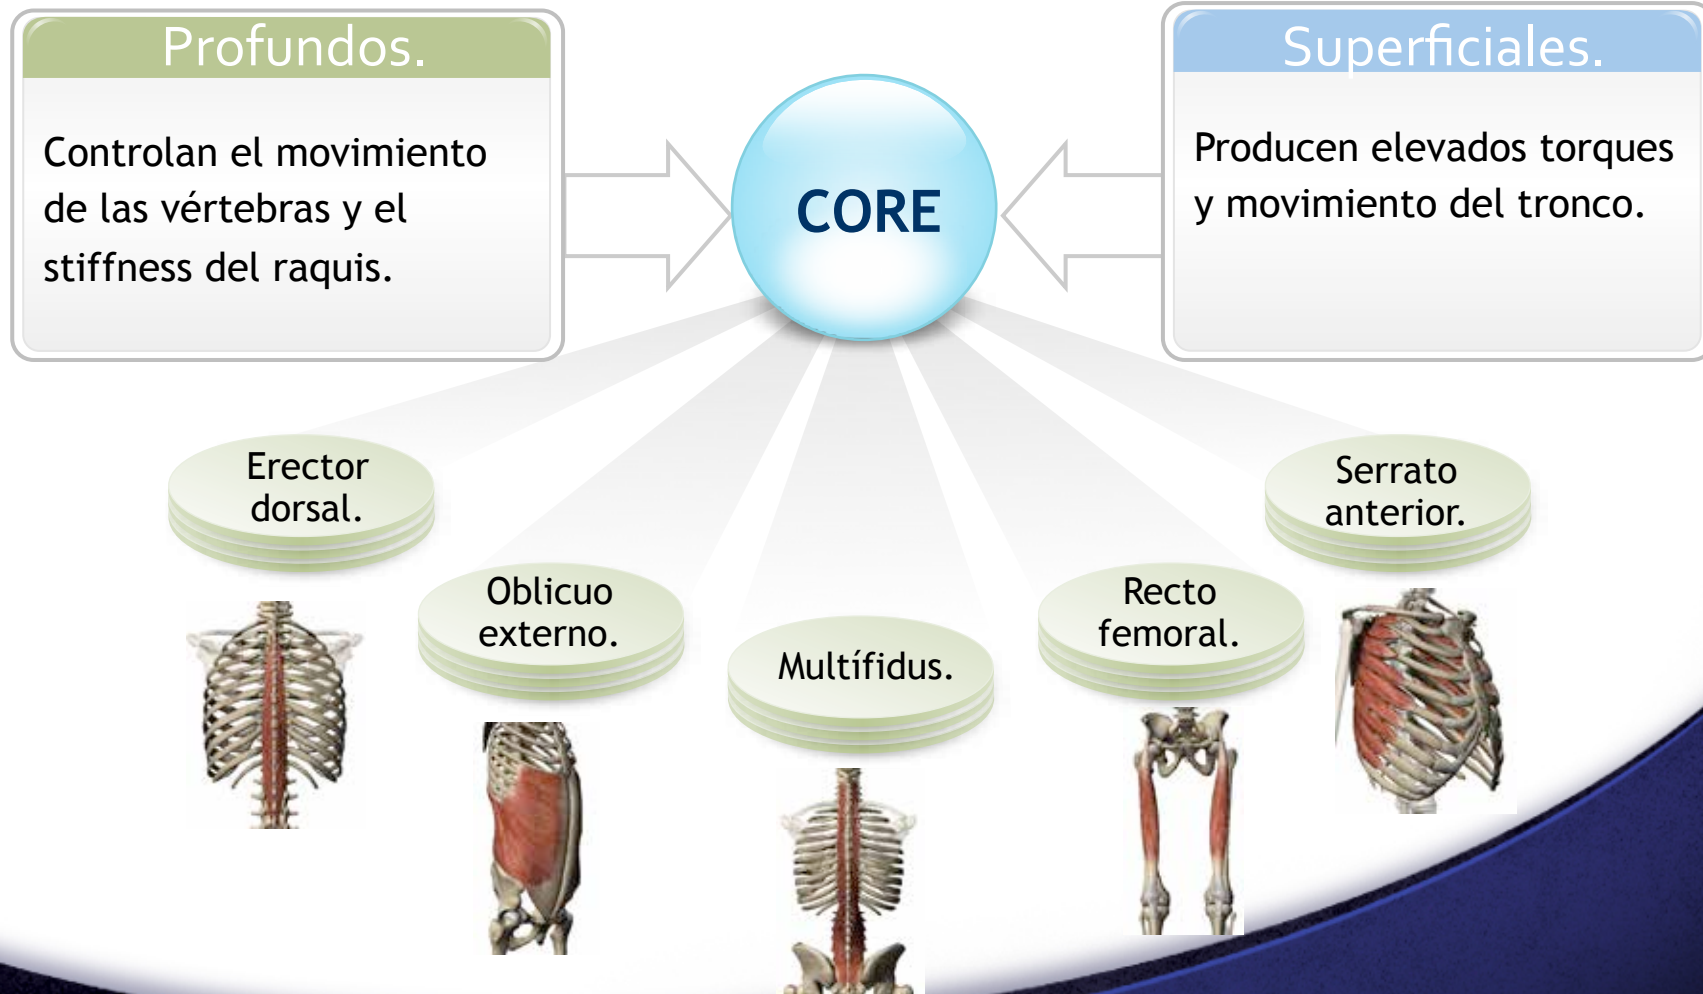 Profundos.
Controlan el movimiento
de las vértebras y el
stiffness del raquis.
CORE
Superficiales.
Producen elevados torques
y movimiento del tronco.
Erector
dorsal.
Oblicuo
externo.
Multífidus.
Recto
femoral.
Serrato
anterior.